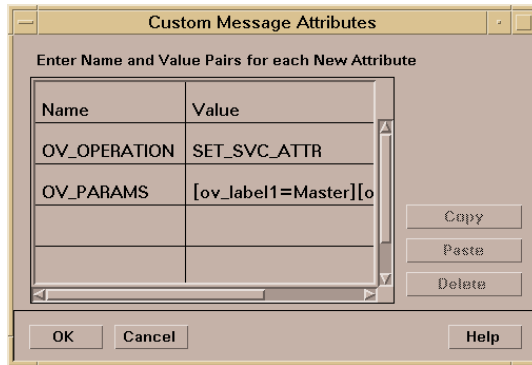 Custom Message Attributes
Enter Name and Value Pairs for each New Attribute
Name Value
OV_OPERATION SET_SVC_ATTR
OV_PARAMS [ov_label1=Master][o
Copy
Paste
Delete
OK Cancel Help